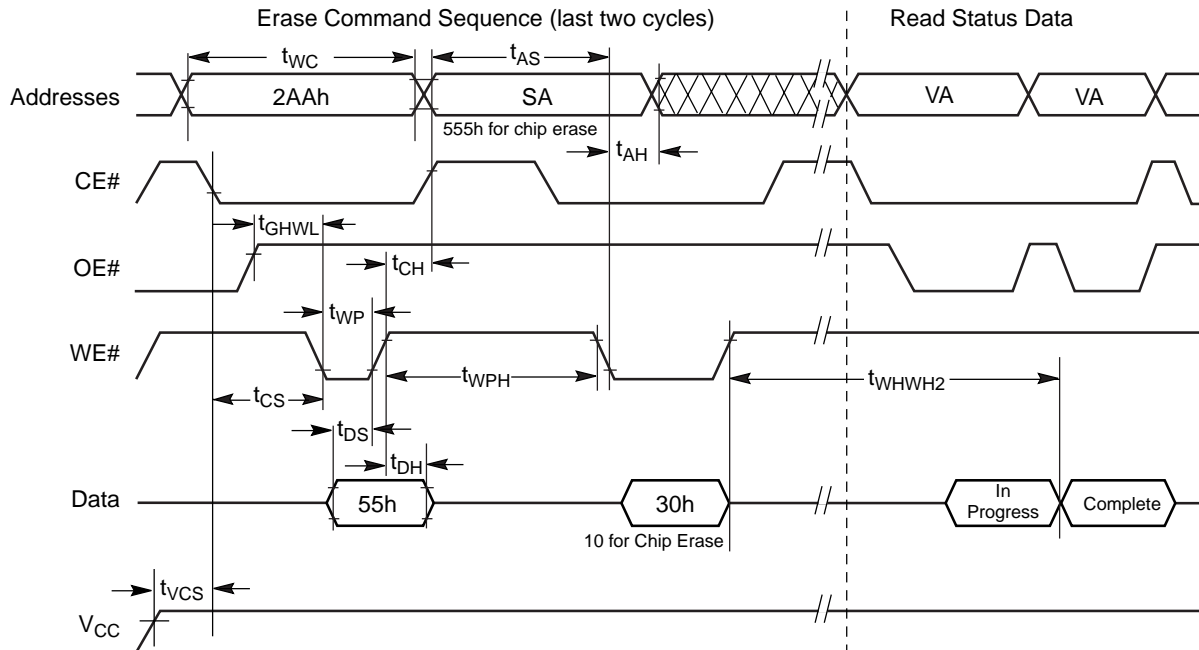 Erase Command Sequence (last two cycles)
Read Status Data
tWC
tAS
Addresses
2AAh
SA
VA
VA
555h for chip erase
tAH
CE#
tGHWL
OE#
tCH
tWP
WE#
tWPH
tWHWH2
tCS
tDS
tDH
Data
55h
30h
In
Progress
Complete
10 for Chip Erase
tVCS
VCC